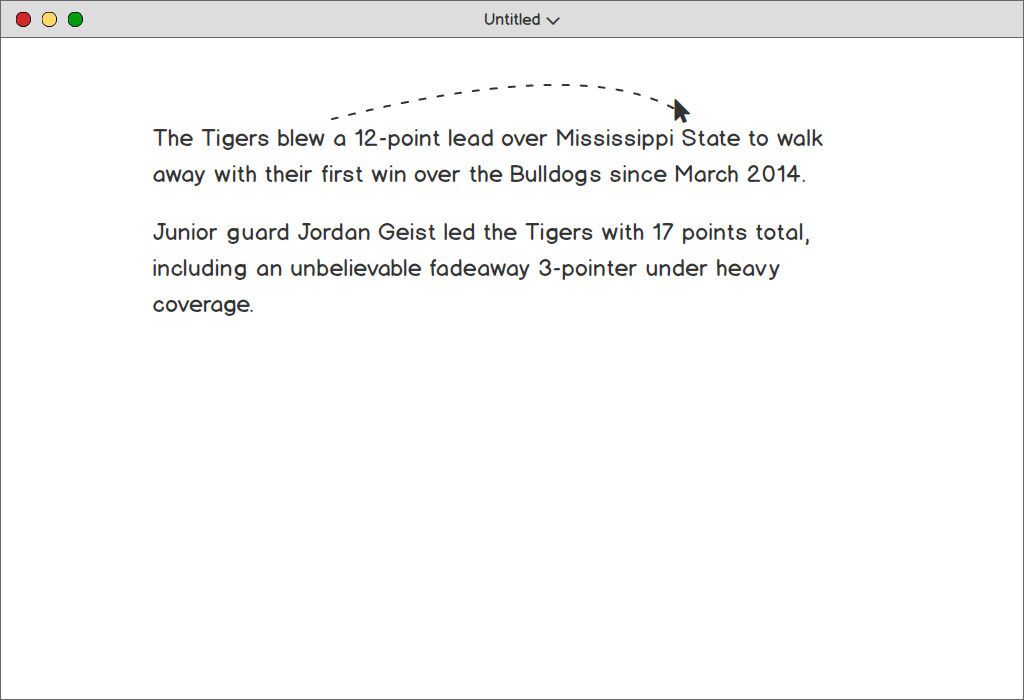 Untitled
The Tigers blew a 12-point lead over Mississippi State to walk
away with their first win over the Bulldogs since March 2014.
Junior guard Jordan Geist led the Tigers with 17 points total,
including an unbelievable fadeaway 3-pointer under heavy
coverage.